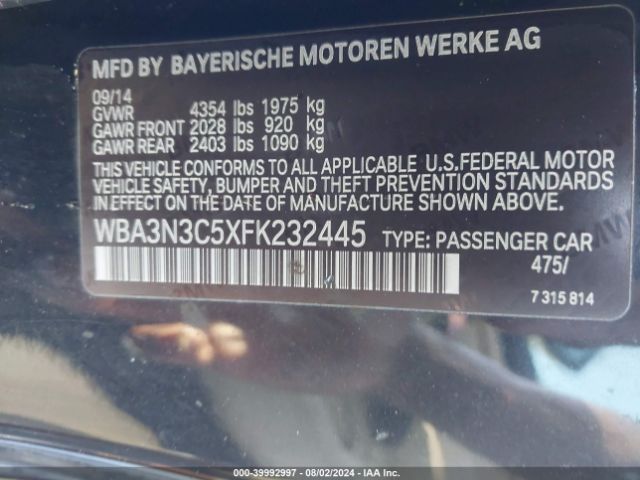 MFD BY BAYERISCHE MOTOREN WERKE AG
09/14
GVWR 4354 lbs 1975 kg
GAWR FRONT 2028 lbs 920 kg
GAWR REAR 2403 lbs 1090 kg
THIS VEHICLE CONFORMS TO ALL APPLICABLE U.S.FEDERAL MOTOR
VEHICLE SAFETY, BUMPER AND THEFT PREVENTION STANDARDS
IN EFFECT ON THE DATE OF MANUFACTURE SHOWN ABOVE.
WBA3N3C5XFK232445 TYPE: PASSENGER CAR
475/
7 315 814
000-39992997 - 08/02/2024 - IAA Inc.